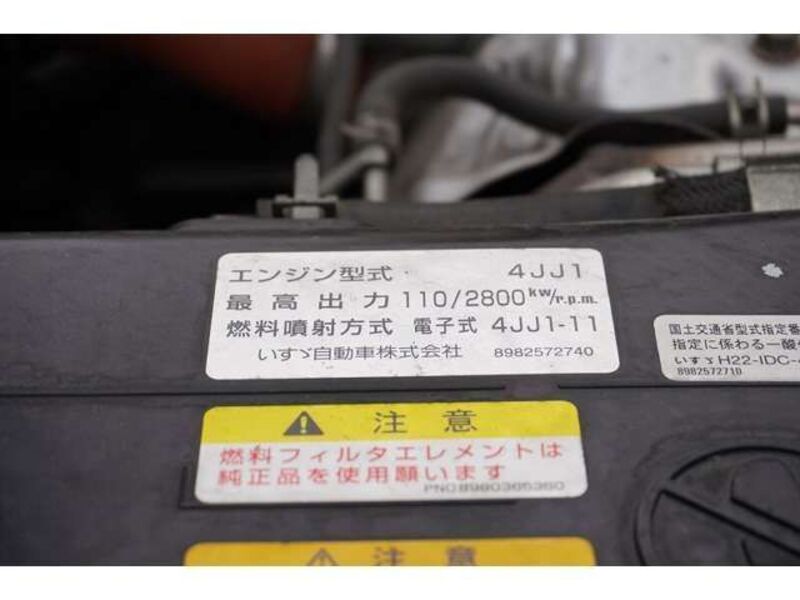 エンジン型式・ 4JJ1
最高出力 110/2800kw/r.p.m.
燃料噴射方式 電子式 4JJ1-11
いすゞ自動車株式会社 8982572740
国土交通省型式指定番
指定に係わる一酸
いすゞH22-IDC-
8982572710
注意
燃料フィルタエレメントは
純正品を使用願います
PNO8980365360
注意